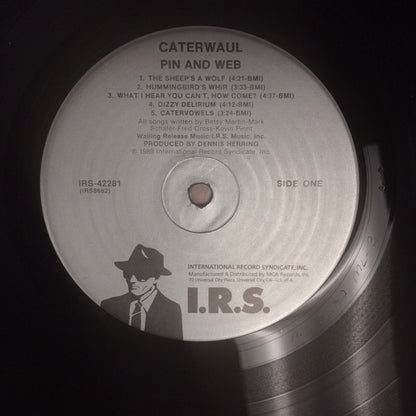 CATERWAUL
PIN AND WEB
1. THE SHEEP'S A WOLF (4:21-BMI)
2. HUMMINGBIRD'S WHIR (3:33-BMI)
3. WHAT I HEAR YOU CAN'T, HOW COME? (4:37-BMI)
4. DIZZY DELIRIUM (4:12-BMI)
5. CATERVOWELS (3:24-BMI)
All songs written by Betsy Martin-Mark
Schafer-Fred Cross-Kevin Pinnt
Wailing Release Music/I.R.S. Music, Inc.
PRODUCED BY DENNIS HERRING
℗ 1989 International Record Syndicate, Inc.
IRS-42281
(IRS8662)
SIDE ONE
INTERNATIONAL RECORD SYNDICATE, INC.
Manufactured & Distributed by MCA Records, Inc.
70 Universal City Plaza, Universal City, CA-U.S. of A.
I.R.S.